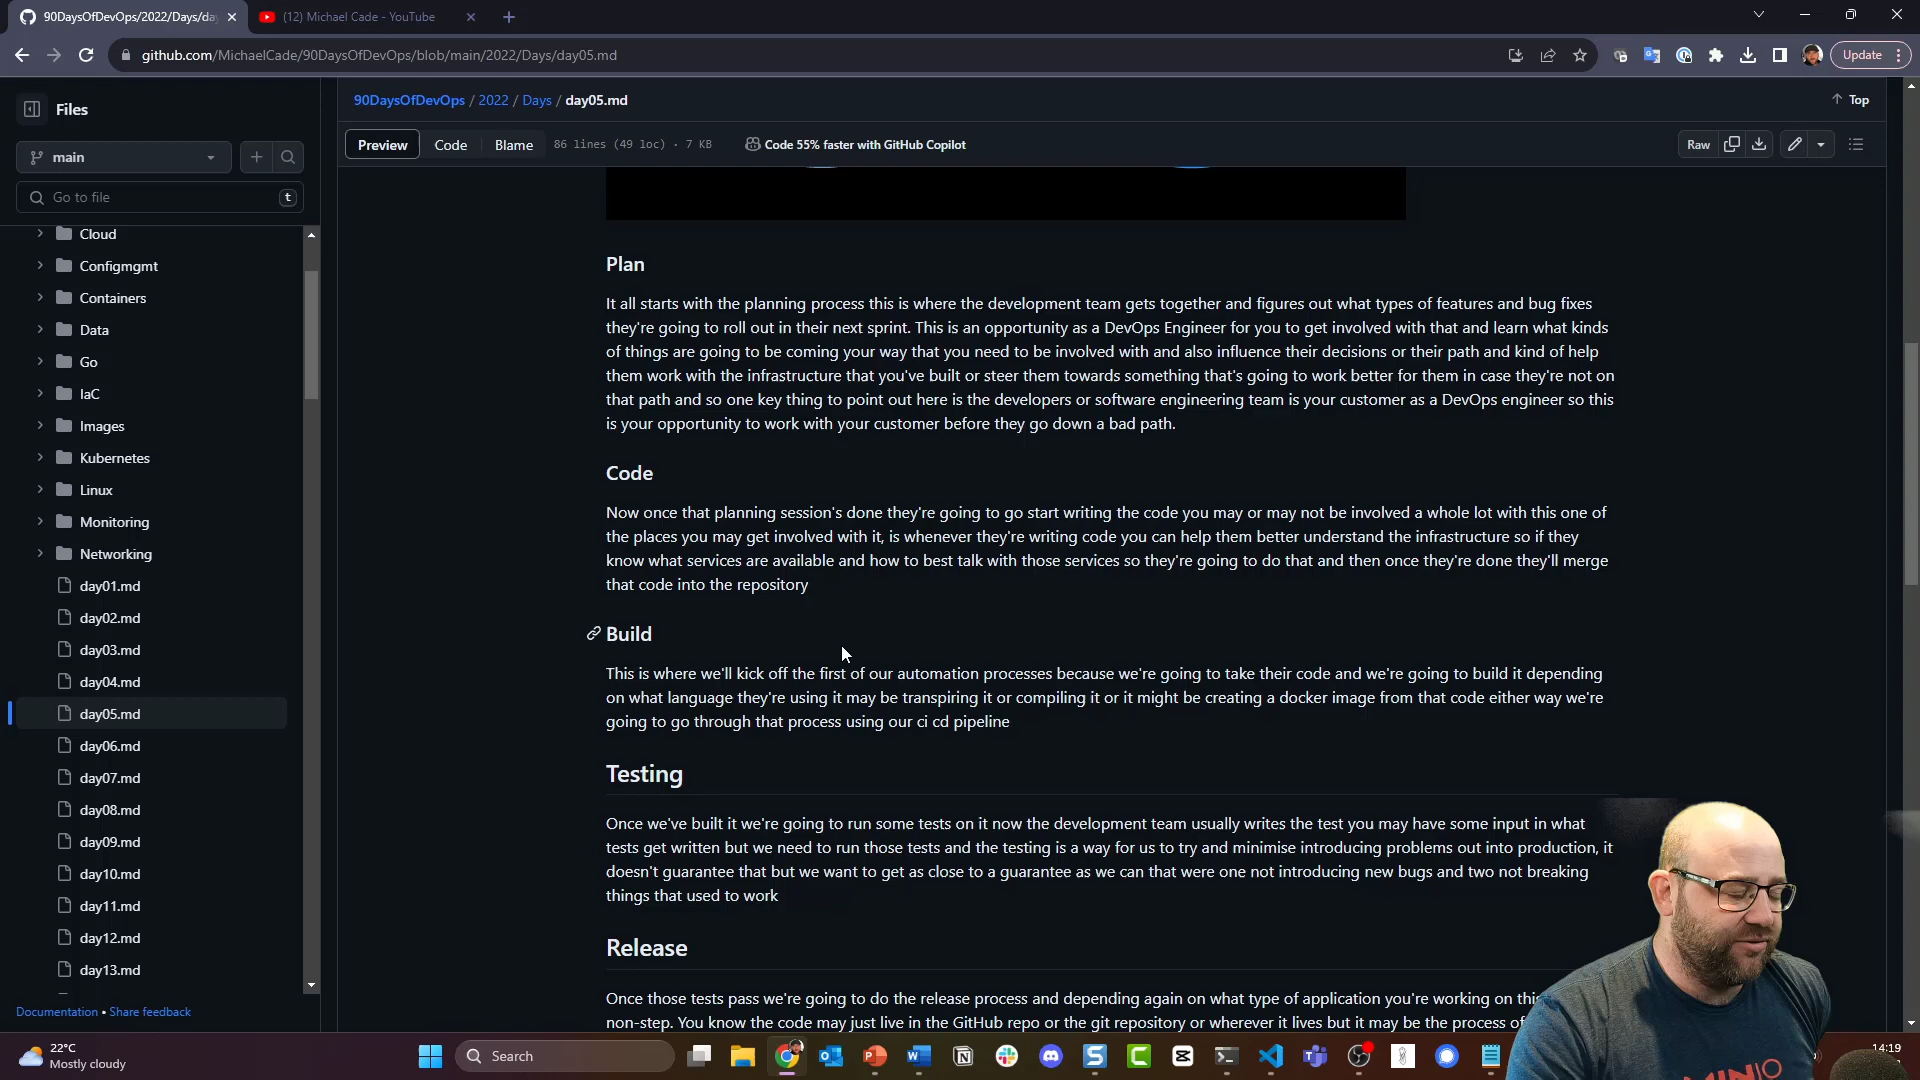 90DaysOfDevOps/2022/Days/da
(12) Michael Cade - YouTube
github.com/MichaelCade/90DaysOfDevOps/blob/main/2022/Days/day05.md
Update
Files
90DaysOfDevOps / 2022 / Days / day05.md
Top
main
Preview
Code
Blame
86 lines (49 loc) · 7 KB
Code 55% faster with GitHub Copilot
Raw
Go to file
t
Cloud
Configmgmt
Containers
Data
Go
IaC
Images
Kubernetes
Linux
Monitoring
Networking
day01.md
day02.md
day03.md
day04.md
day05.md
day06.md
day07.md
day08.md
day09.md
day10.md
day11.md
day12.md
day13.md
Documentation • Share feedback
Plan
It all starts with the planning process this is where the development team gets together and figures out what types of features and bug fixes
they're going to roll out in their next sprint. This is an opportunity as a DevOps Engineer for you to get involved with that and learn what kinds
of things are going to be coming your way that you need to be involved with and also influence their decisions or their path and kind of help
them work with the infrastructure that you've built or steer them towards something that's going to work better for them in case they're not on
that path and so one key thing to point out here is the developers or software engineering team is your customer as a DevOps engineer so this
is your opportunity to work with your customer before they go down a bad path.
Code
Now once that planning session's done they're going to go start writing the code you may or may not be involved a whole lot with this one of
the places you may get involved with it, is whenever they're writing code you can help them better understand the infrastructure so if they
know what services are available and how to best talk with those services so they're going to do that and then once they're done they'll merge
that code into the repository
Build
This is where we'll kick off the first of our automation processes because we're going to take their code and we're going to build it depending
on what language they're using it may be transpiring it or compiling it or it might be creating a docker image from that code either way we're
going to go through that process using our ci cd pipeline
Testing
Once we've built it we're going to run some tests on it now the development team usually writes the test you may have some input in what
tests get written but we need to run those tests and the testing is a way for us to try and minimise introducing problems out into production, it
doesn't guarantee that but we want to get as close to a guarantee as we can that were one not introducing new bugs and two not breaking
things that used to work
Release
Once those tests pass we're going to do the release process and depending again on what type of application you're working on this
non-step. You know the code may just live in the GitHub repo or the git repository or wherever it lives but it may be the process of
22°C
Mostly cloudy
Search
14:19